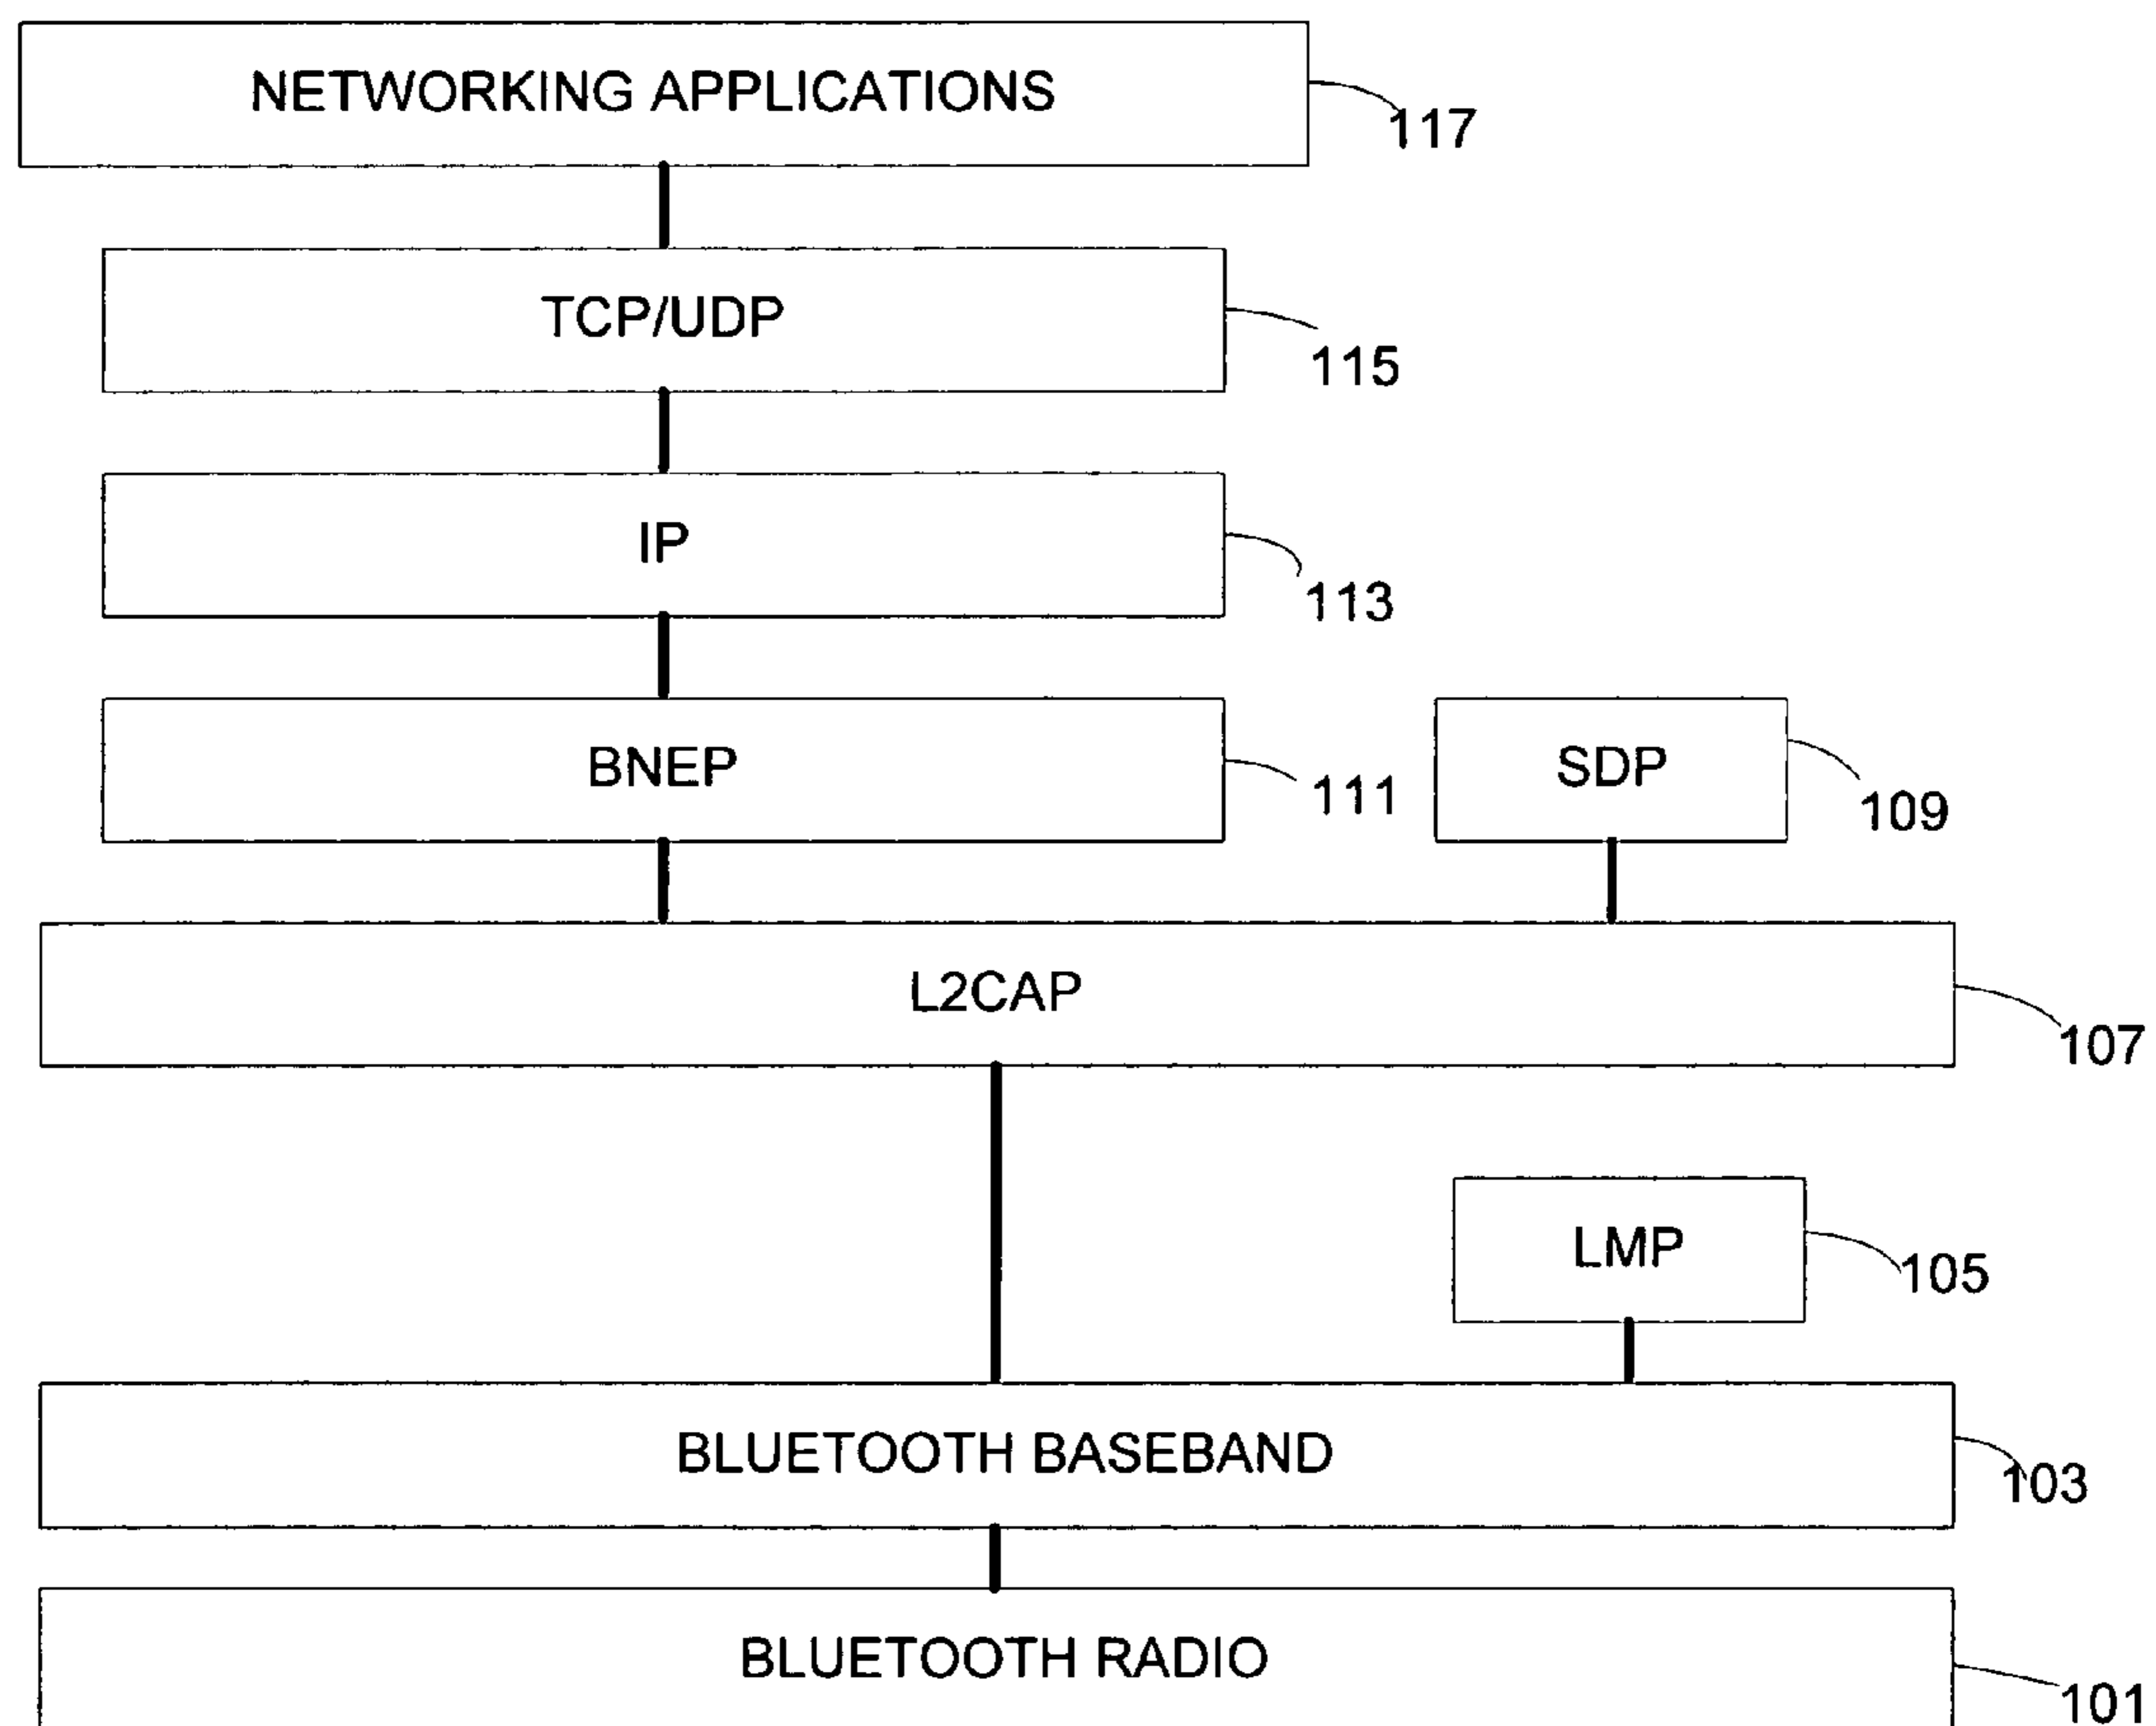 NETWORKING APPLICATIONS
117
TCP/UDP
115
IP
113
BNEP
111
SDP
109
L2CAP
107
LMP
105
BLUETOOTH BASEBAND
103
BLUETOOTH RADIO
101